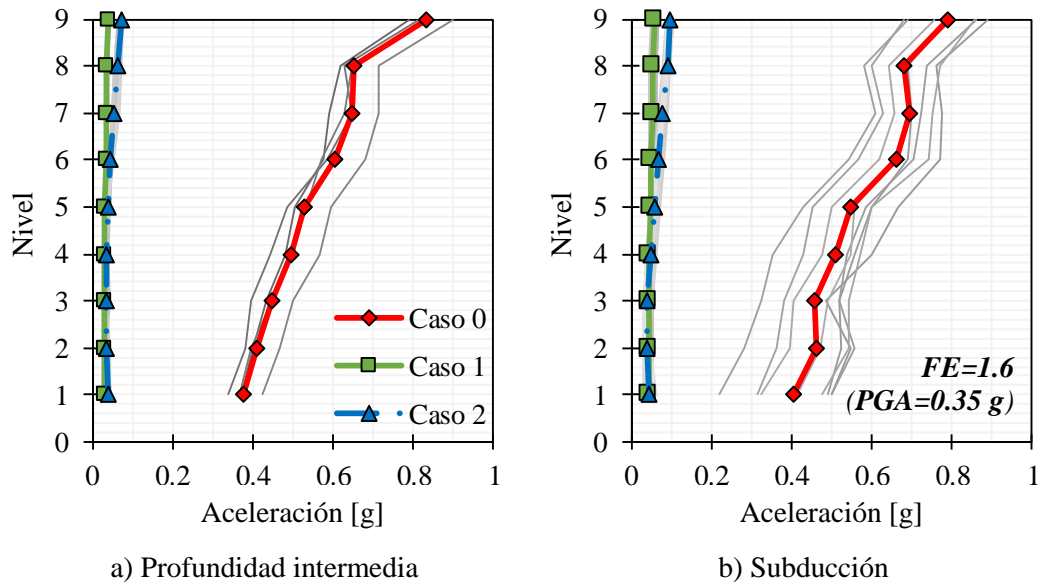 9
8
7
6
5
4
3
2
1
0
Nivel
0
0.2
0.4
0.6
0.8
1
Aceleración [g]
Caso 0
Caso 1
Caso 2
a) Profundidad intermedia
9
8
7
6
5
4
3
2
1
0
Nivel
0
0.2
0.4
0.6
0.8
1
Aceleración [g]
FE=1.6
(PGA=0.35 g)
b) Subducción